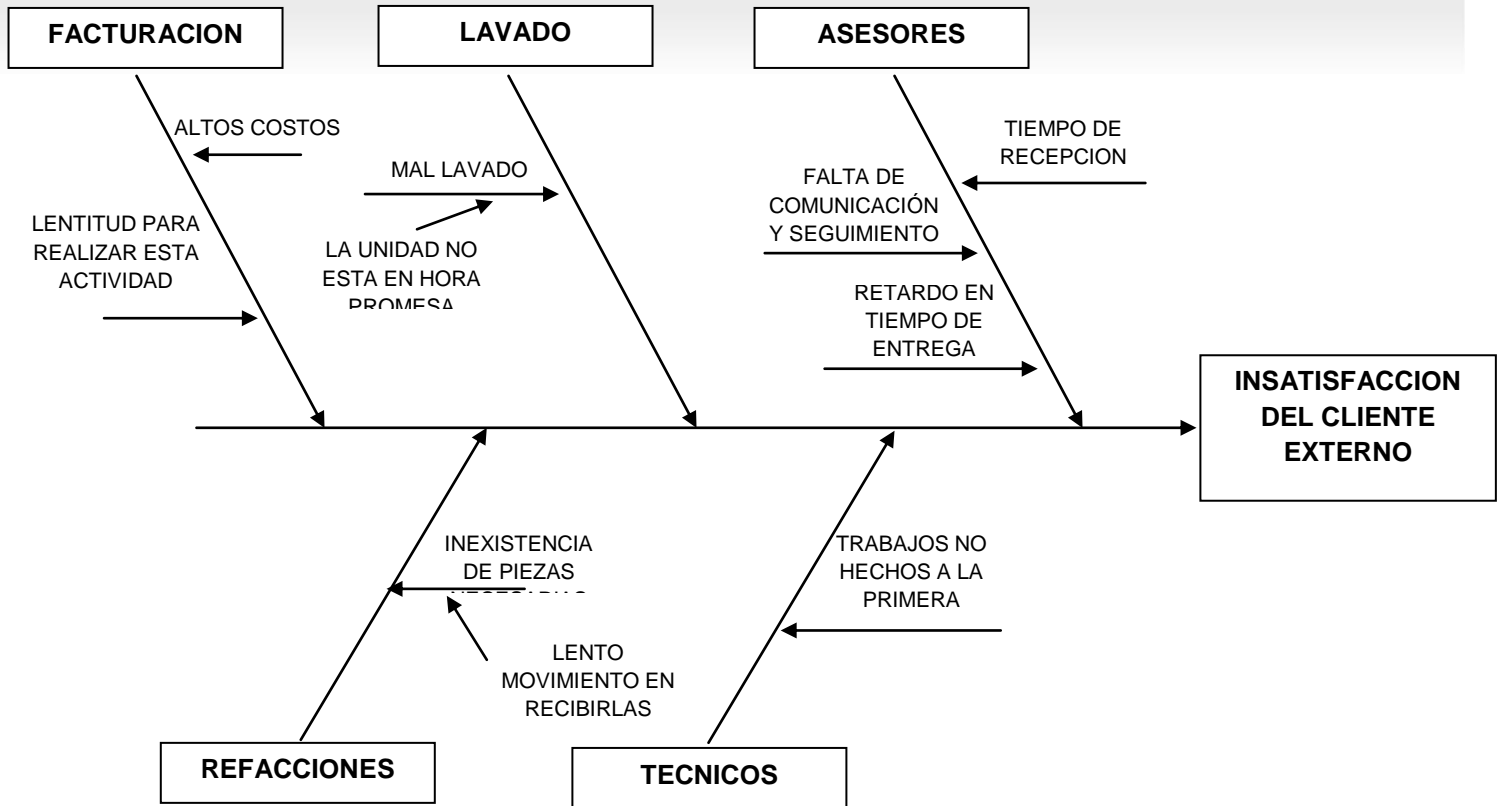 FACTURACION
LAVADO
ASESORES
ALTOS COSTOS
LENTITUD PARA
REALIZAR ESTA
ACTIVIDAD
MAL LAVADO
LA UNIDAD NO
ESTA EN HORA
PROMESA
TIEMPO DE
RECEPCION
FALTA DE
COMUNICACIÓN
Y SEGUIMIENTO
RETARDO EN
TIEMPO DE
ENTREGA
INSATISFACCION
DEL CLIENTE
EXTERNO
INEXISTENCIA
DE PIEZAS
NECESARIAS
LENTO
MOVIMIENTO EN
RECIBIRLAS
TRABAJOS NO
HECHOS A LA
PRIMERA
REFACCIONES
TECNICOS